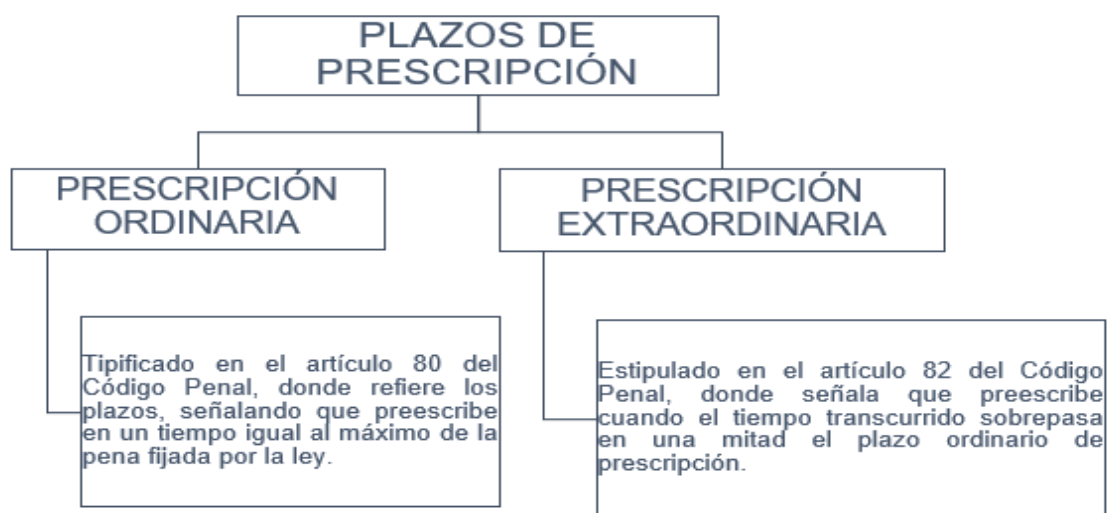 PLAZOS DE
PRESCRIPCIÓN
PRESCRIPCIÓN
ORDINARIA
PRESCRIPCIÓN
EXTRAORDINARIA
Tipificado en el artículo 80 del
Código Penal, donde refiere los
plazos, señalando que preescribe
en un tiempo igual al máximo de la
pena fijada por la ley.
Estipulado en el artículo 82 del Código
Penal, donde señala que preescribe
cuando el tiempo transcurrido sobrepasa
en una mitad el plazo ordinario de
prescripción.